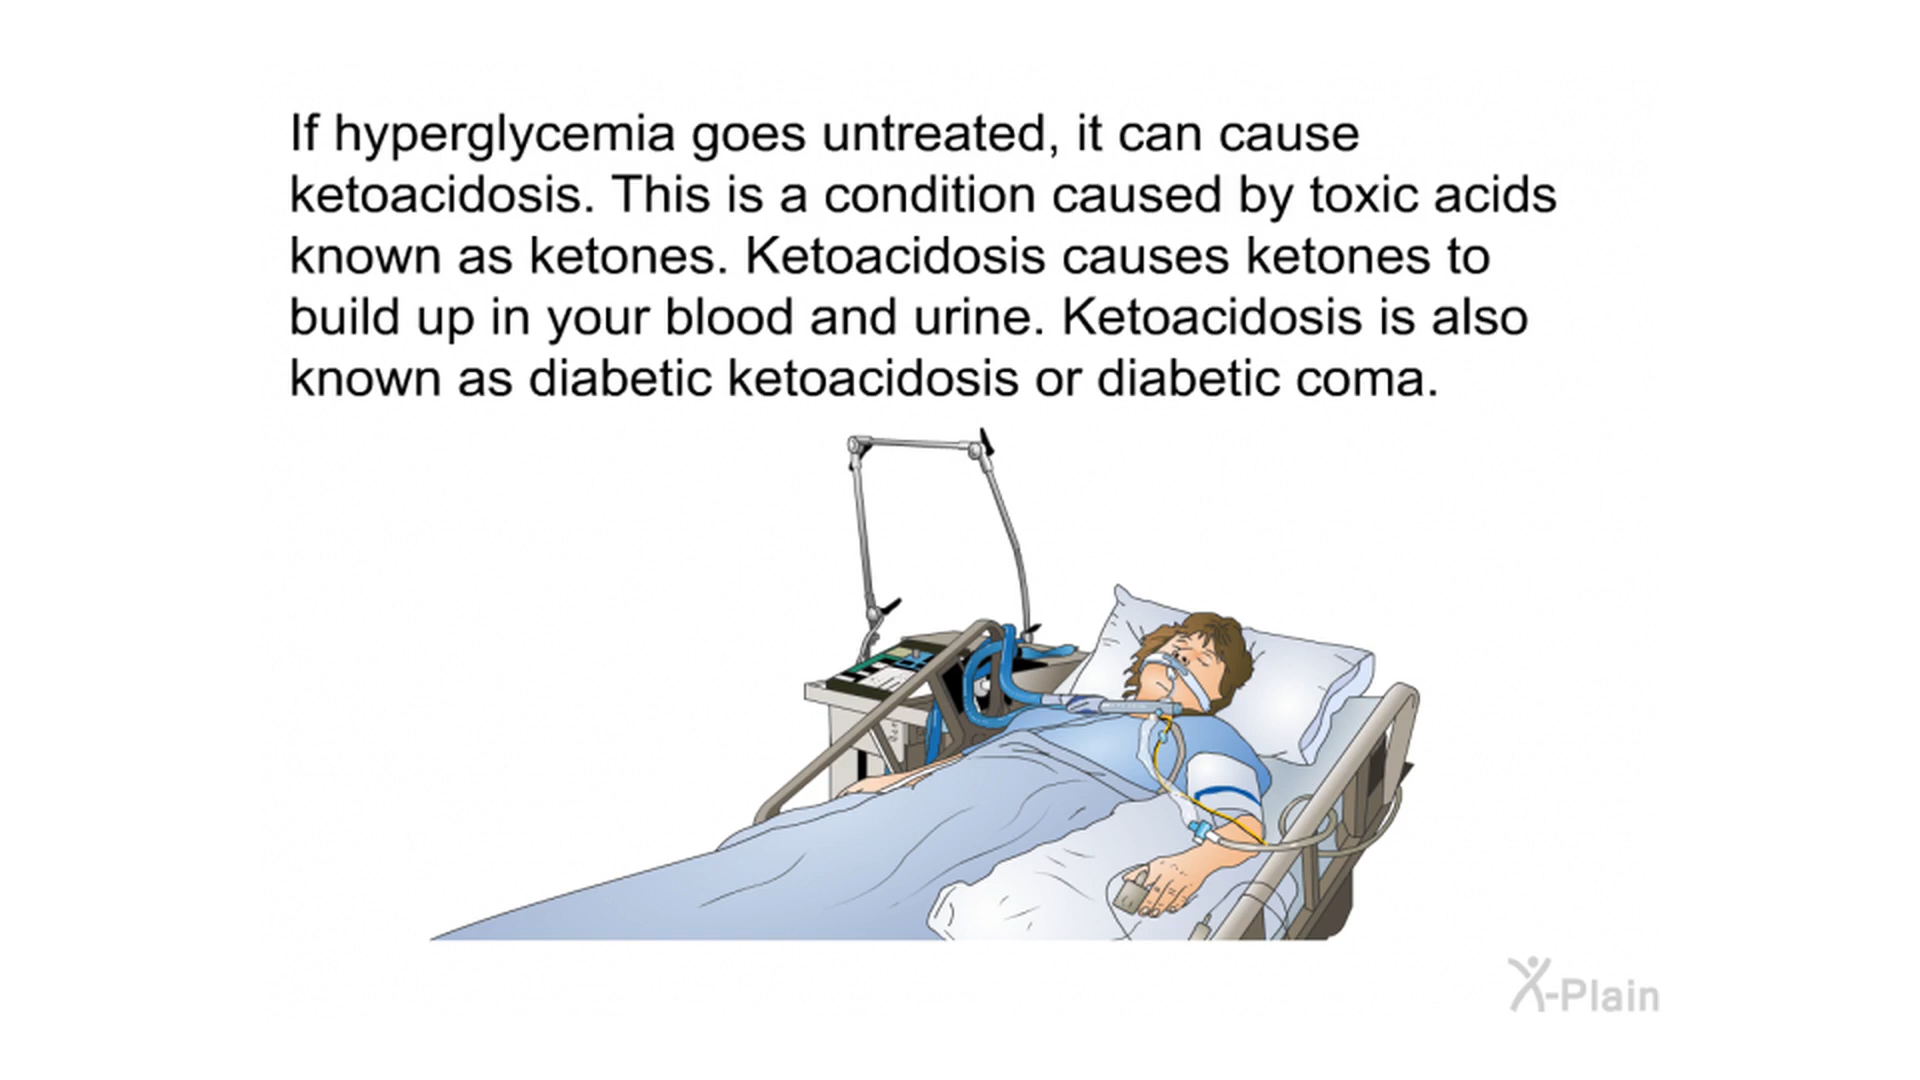 If hyperglycemia goes untreated, it can cause
ketoacidosis. This is a condition caused by toxic acids
known as ketones. Ketoacidosis causes ketones to
build up in your blood and urine. Ketoacidosis is also
known as diabetic ketoacidosis or diabetic coma.
X-Plain